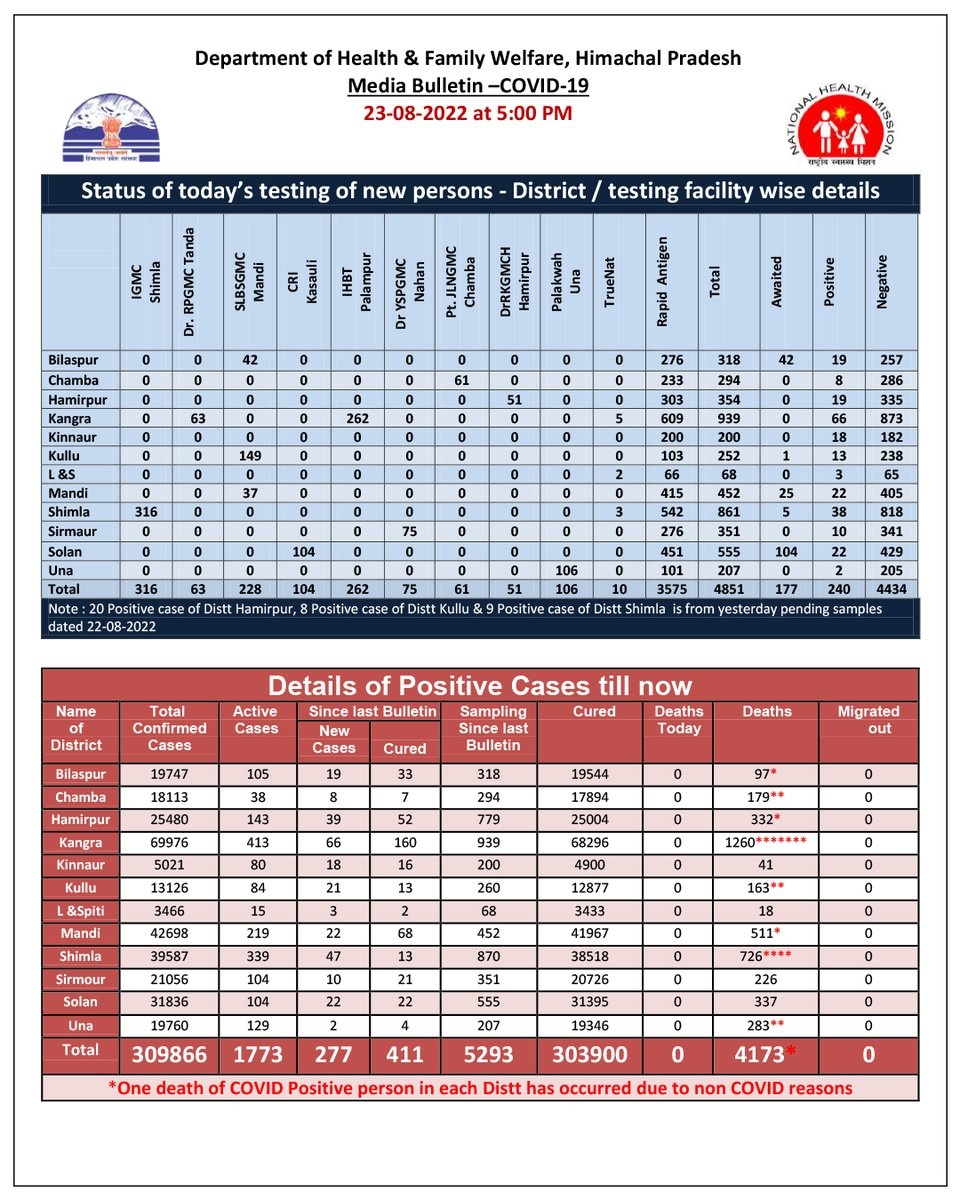 Department of Health & Family Welfare, Himachal Pradesh
Media Bulletin –COVID-19
23-08-2022 at 5:00 PM
NATIONAL HEALTH MISSION
राष्ट्रीय स्वास्थ्य मिशन
Status of today's testing of new persons - District / testing facility wise details
IGMC Shimla Dr. RPGMC Tanda SLBSGMC Mandi CRI Kasauli IHBT Palampur Dr YSPGMC Nahan Pt. JLNGMC Chamba DrRKGMCH Hamirpur Palakwah Una TrueNat Rapid Antigen Total Awaited Positive Negative
Bilaspur 0 0 42 0 0 0 0 0 0 0 276 318 42 19 257
Chamba 0 0 0 0 0 0 61 0 0 0 233 294 0 8 286
Hamirpur 0 0 0 0 0 0 0 51 0 0 303 354 0 19 335
Kangra 0 63 0 0 262 0 0 0 0 5 609 939 0 66 873
Kinnaur 0 0 0 0 0 0 0 0 0 0 200 200 0 18 182
Kullu 0 0 149 0 0 0 0 0 0 0 103 252 1 13 238
L &S 0 0 0 0 0 0 0 0 0 2 66 68 0 3 65
Mandi 0 0 37 0 0 0 0 0 0 0 415 452 25 22 405
Shimla 316 0 0 0 0 0 0 0 0 3 542 861 5 38 818
Sirmaur 0 0 0 0 0 75 0 0 0 0 276 351 0 10 341
Solan 0 0 0 104 0 0 0 0 0 0 451 555 104 22 429
Una 0 0 0 0 0 0 0 0 106 0 101 207 0 2 205
Total 316 63 228 104 262 75 61 51 106 10 3575 4851 177 240 4434
Note : 20 Positive case of Distt Hamirpur, 8 Positive case of Distt Kullu & 9 Positive case of Distt Shimla is from yesterday pending samples
dated 22-08-2022
Details of Positive Cases till now
Name of District Total Confirmed Cases Active Cases Since last Bulletin New Cases Cured Sampling Since last Bulletin Cured Deaths Today Deaths Migrated out
Bilaspur 19747 105 19 33 318 19544 0 97* 0
Chamba 18113 38 8 7 294 17894 0 179** 0
Hamirpur 25480 143 39 52 779 25004 0 332* 0
Kangra 69976 413 66 160 939 68296 0 1260******* 0
Kinnaur 5021 80 18 16 200 4900 0 41 0
Kullu 13126 84 21 13 260 12877 0 163** 0
L &Spiti 3466 15 3 2 68 3433 0 18 0
Mandi 42698 219 22 68 452 41967 0 511* 0
Shimla 39587 339 47 13 870 38518 0 726**** 0
Sirmour 21056 104 10 21 351 20726 0 226 0
Solan 31836 104 22 22 555 31395 0 337 0
Una 19760 129 2 4 207 19346 0 283** 0
Total 309866 1773 277 411 5293 303900 0 4173* 0
*One death of COVID Positive person in each Distt has occurred due to non COVID reasons